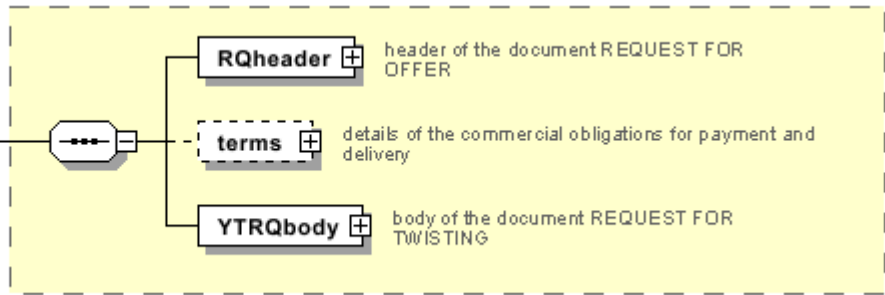 RQheader
header of the document REQUEST FOR
OFFER
terms
details of the commercial obligations for payment and
delivery
YTRQbody
body of the document REQUEST FOR
TWISTING